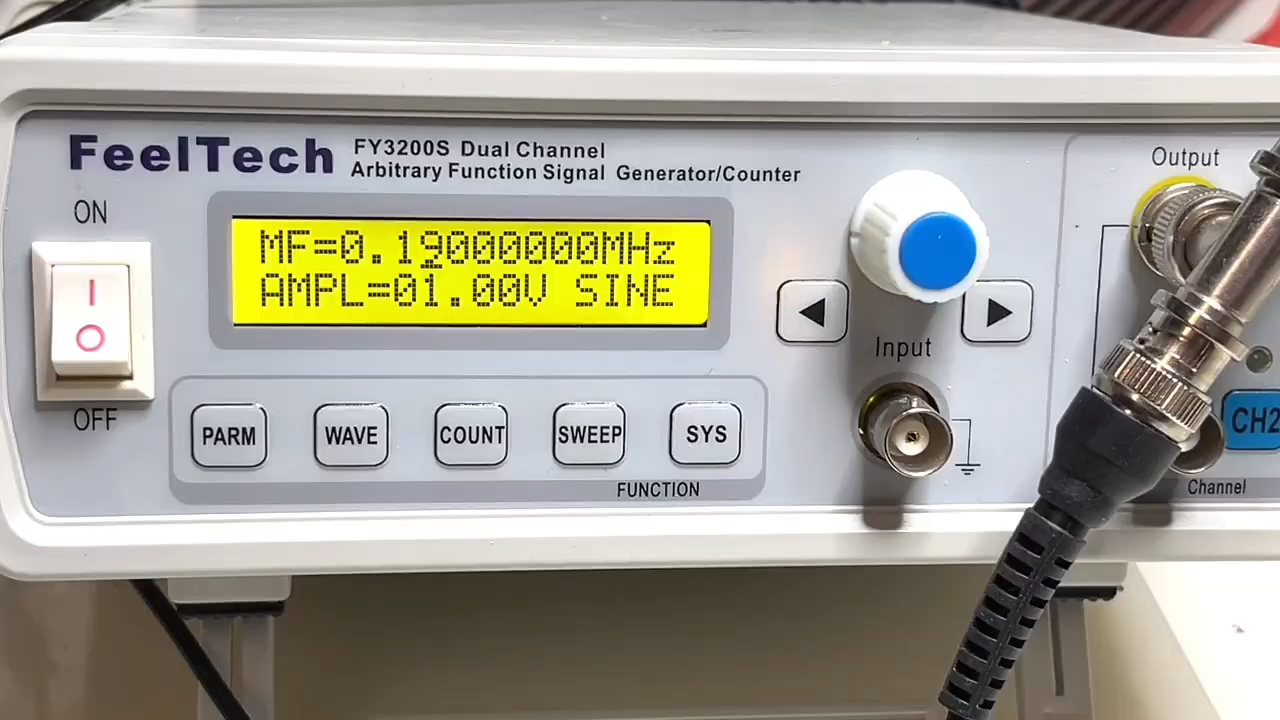 FeelTech
FY3200S Dual Channel
Arbitrary Function Signal Generator/Counter
ON
MF=0.19000000MHz
AMPL=01.00V SINE
OFF
PARM
WAVE
COUNT
SWEEP
SYS
FUNCTION
Input
Output
CH2
Channel